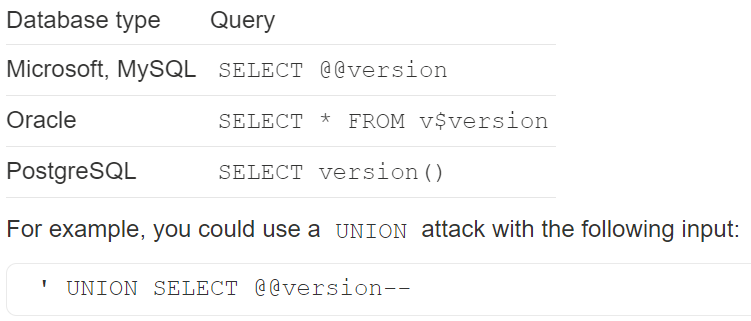 Database type Query
Microsoft, MySQL SELECT @@version
Oracle SELECT * FROM v$version
PostgreSQL SELECT version()
For example, you could use a UNION attack with the following input:
' UNION SELECT @@version--